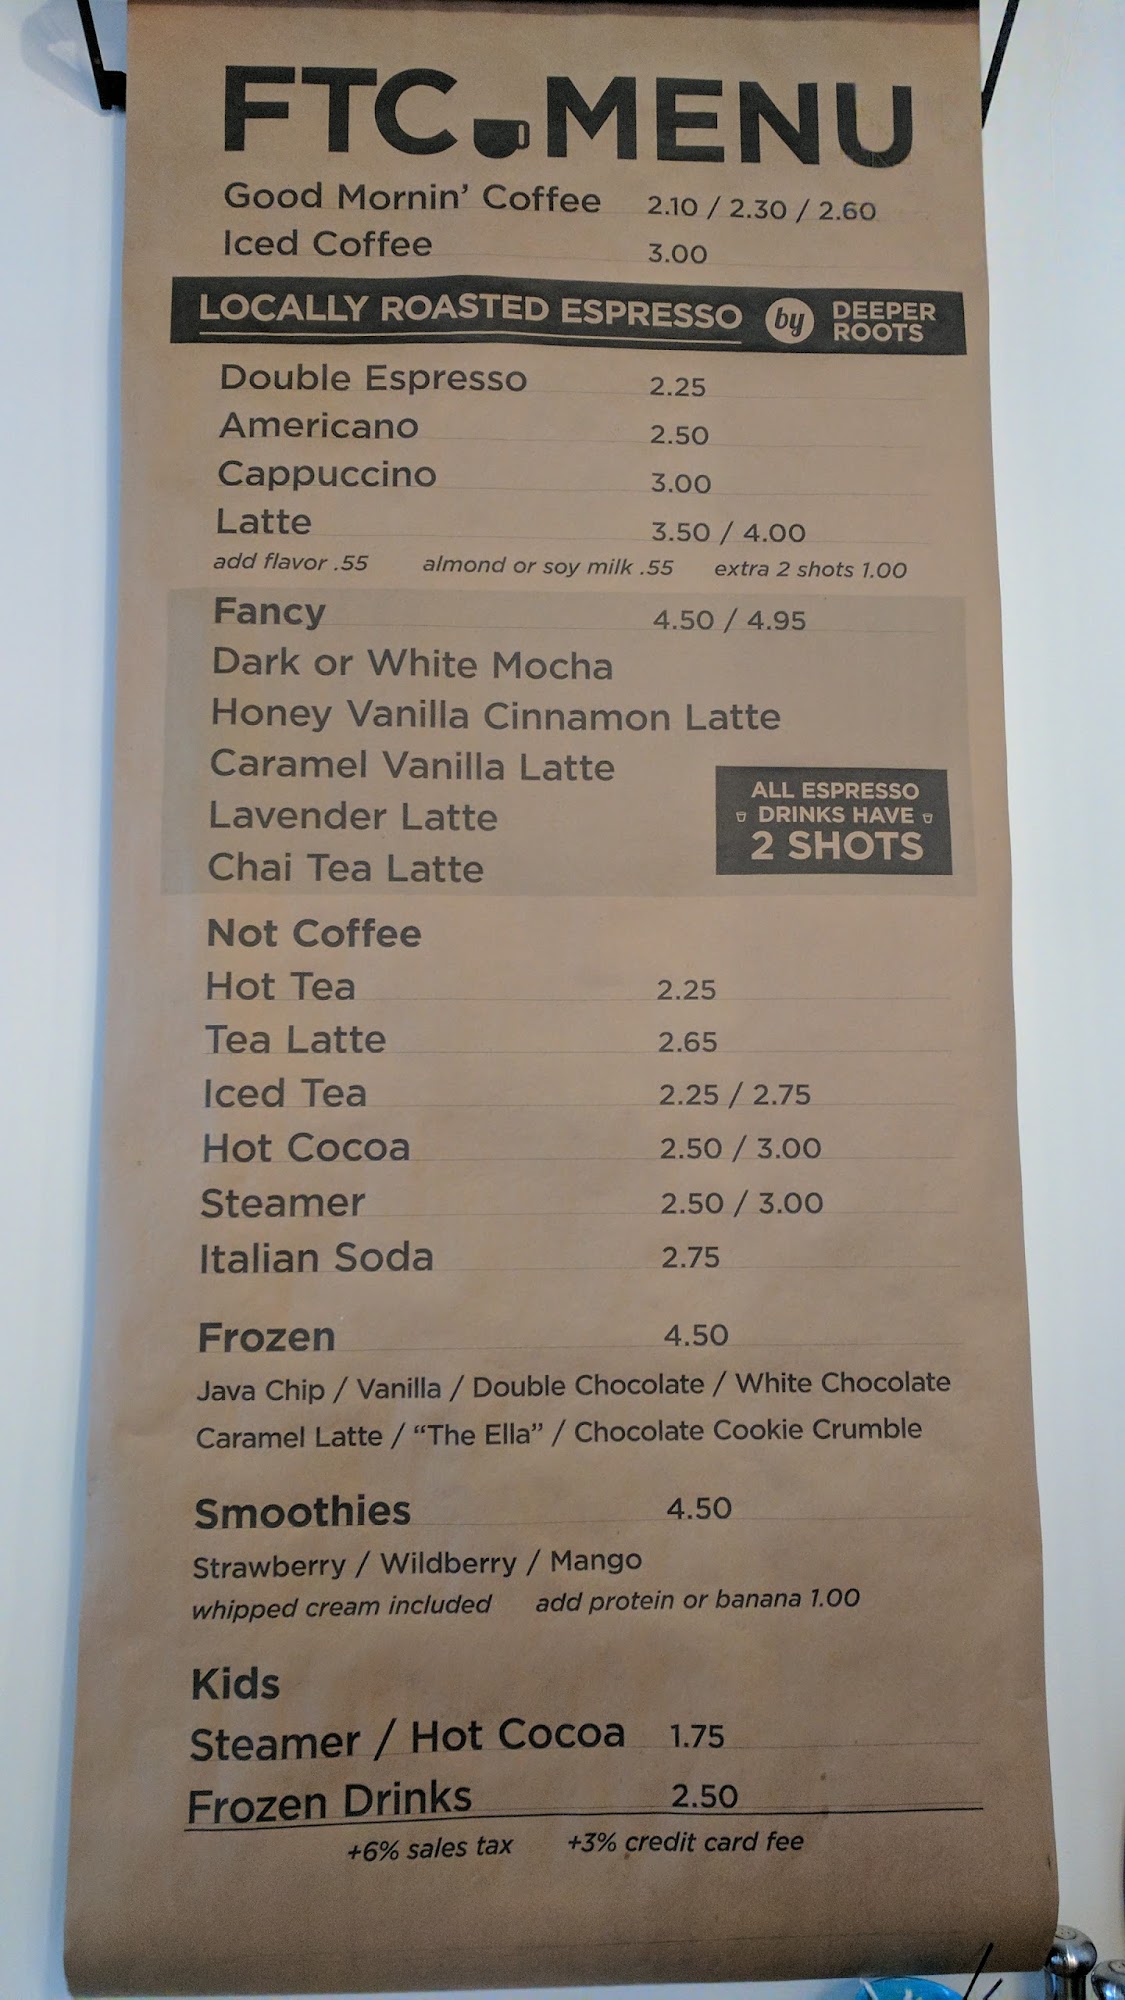 FTC MENU
Good Mornin' Coffee 2.10 / 2.30 / 2.60
Iced Coffee 3.00
LOCALLY ROASTED ESPRESSO by DEEPER ROOTS
Double Espresso 2.25
Americano 2.50
Cappuccino 3.00
Latte 3.50 / 4.00
add flavor .55 almond or soy milk .55 extra 2 shots 1.00
Fancy 4.50 / 4.95
Dark or White Mocha
Honey Vanilla Cinnamon Latte
Caramel Vanilla Latte
Lavender Latte
Chai Tea Latte
ALL ESPRESSO
DRINKS HAVE
2 SHOTS
Not Coffee
Hot Tea 2.25
Tea Latte 2.65
Iced Tea 2.25 / 2.75
Hot Cocoa 2.50 / 3.00
Steamer 2.50 / 3.00
Italian Soda 2.75
Frozen 4.50
Java Chip / Vanilla / Double Chocolate / White Chocolate
Caramel Latte / "The Ella" / Chocolate Cookie Crumble
Smoothies 4.50
Strawberry / Wildberry / Mango
whipped cream included add protein or banana 1.00
Kids
Steamer / Hot Cocoa 1.75
Frozen Drinks 2.50
+6% sales tax +3% credit card fee